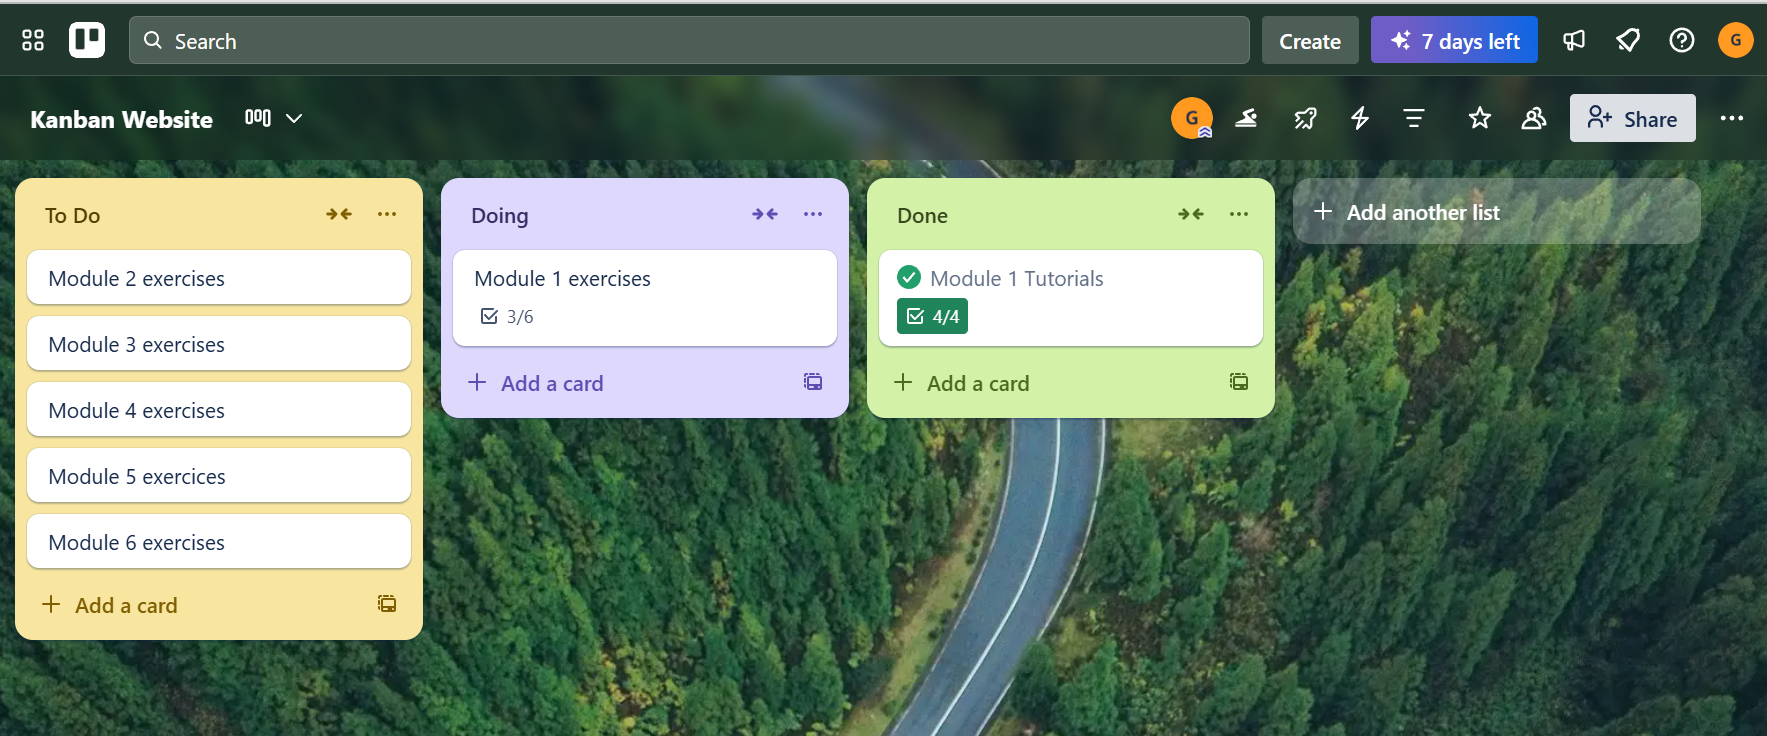 Search
Create
7 days left
G
Kanban Website
G
Share
To Do
Module 2 exercises
Module 3 exercises
Module 4 exercises
Module 5 exercices
Module 6 exercises
Add a card
Doing
Module 1 exercises
3/6
Add a card
Done
Module 1 Tutorials
4/4
Add a card
Add another list